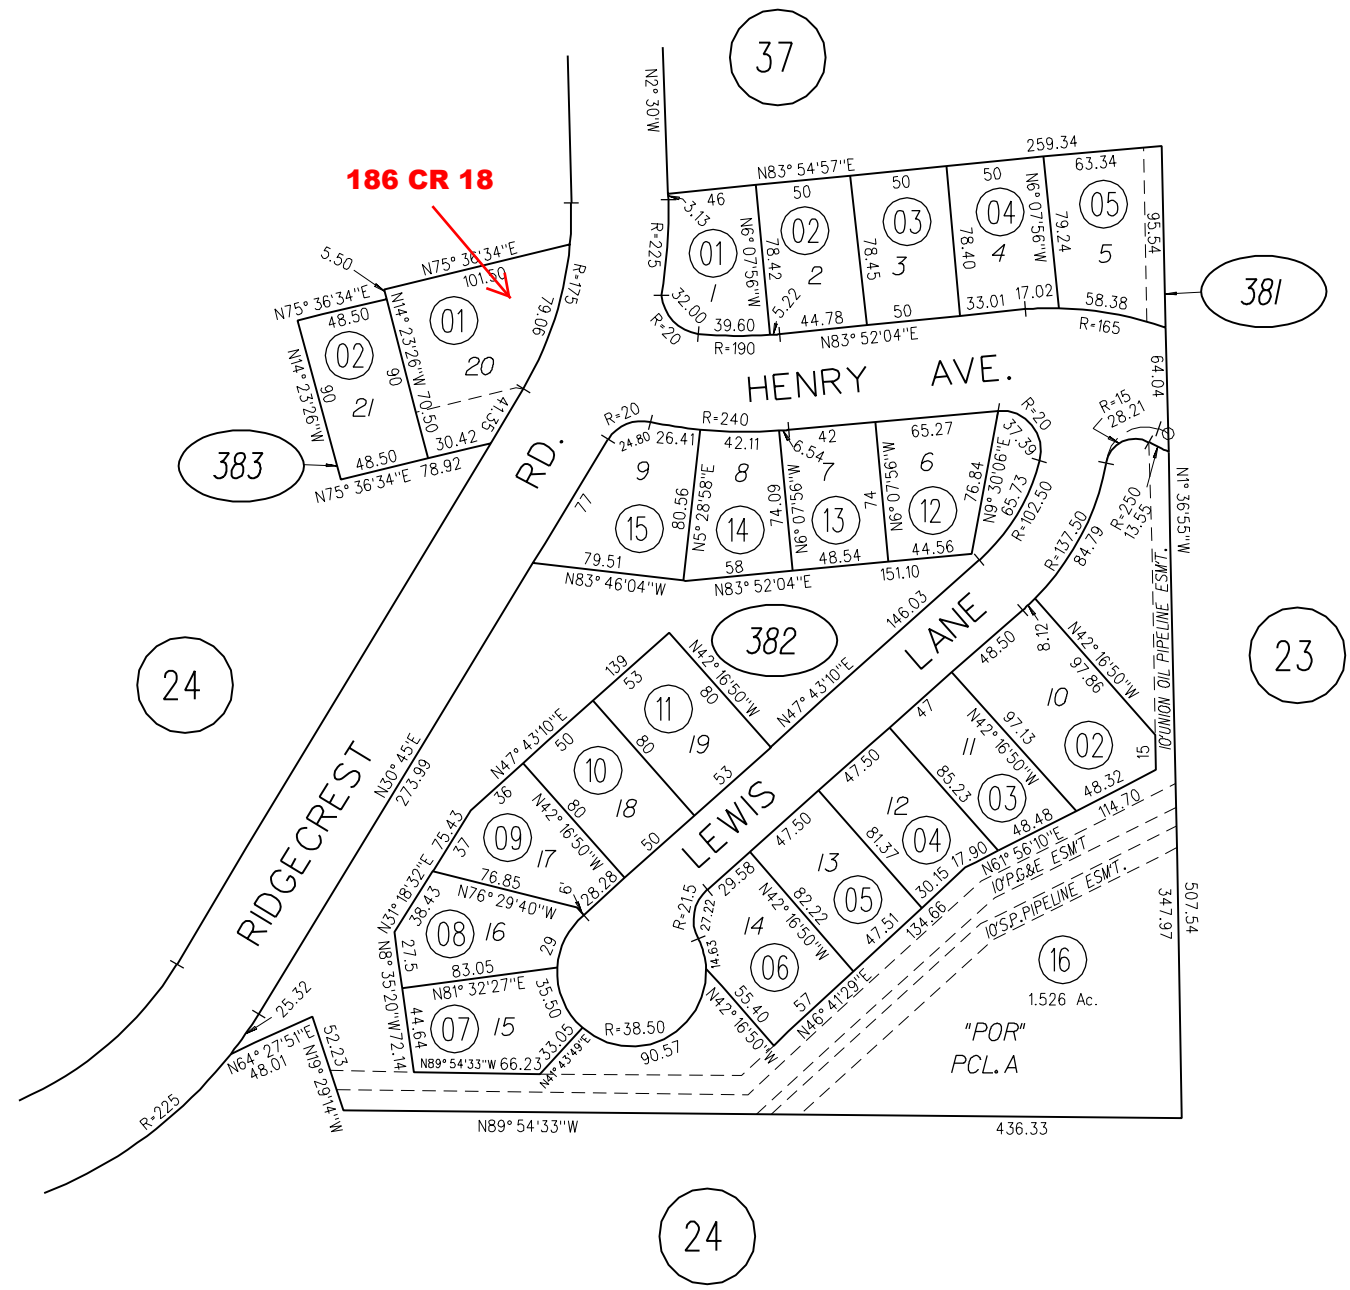 37
N2° 30'W
259.34
63.34
N83° 54'57"E
50
50
50
46
186 CR 18
3.13
R=225
01
1
N6° 07'56"W
78.42
02
2
78.45
03
3
78.40
04
4
N6° 07'56"W
79.24
05
5
95.54
381
5.50
N75° 36'34"E
101.50
R=175
79.06
N75° 36'34"E
48.50
N14° 23'26"W
01
20
02
21
N14° 23'26"W
90
90
70.50
41.35
30.42
48.50
78.92
N75° 36'34"E
383
32.00
R=20
39.60
R=190
5.22
44.78
50
N83° 52'04"E
33.01
17.02
58.38
R=165
64.04
HENRY AVE.
R=15
28.21
R=20
24.80
26.41
R=240
42.11
6.54
42
65.27
R=20
37.39
RD.
77
9
15
79.51
N83° 46'04"W
80.56
N5° 28'58"E
8
14
58
74.09
N6° 07'56"W
7
13
48.54
N83° 52'04"E
74
N6° 07'56"W
6
12
44.56
151.10
76.84
N9° 30'06"E
65.73
R=102.50
R=137.50
84.79
R=250
13.55
N1° 36'55"W
10'UNION OIL PIPELINE ESM'T.
382
146.03
LANE
8.12
N42° 16'50"W
97.86
48.50
24
23
139
53
N42° 16'50"W
80
N47° 43'10"E
11
19
53
N47° 43'10"E
50
80
10
18
50
36
N42° 16'50"W
80
09
17
28.28
.9'
75.43
37
N31° 18'32"E
38.43
76.85
N76° 29'40"W
08
16
29
27.5
83.05
N81° 32'27"E
N8° 35'20"W
72.14
44.64
07
15
35.50
33.05
N41° 43'49"E
N89° 54'33"W 66.23
R=38.50
90.57
LEWIS
10
02
15
48.32
114.70
47
N42° 16'50"W
97.13
11
03
48.48
N61° 56'10"E
47.50
85.23
12
04
17.90
30.15
47.50
81.37
13
05
47.51
134.66
29.58
N42° 16'50"W
82.22
14
06
57
N46° 41'29"E
R=21.5
27.22
14.63
55.40
N42° 16'50"W
10'P.G&E ESM'T
10'S.P. PIPELINE ESM'T.
16
1.526 Ac.
"POR"
PCL. A
347.97
507.54
RIDGECREST
N30° 45'E
273.99
25.32
N64° 27'51"E
48.01
52.23
N19° 29'14"W
R=225
N89° 54'33"W
436.33
24